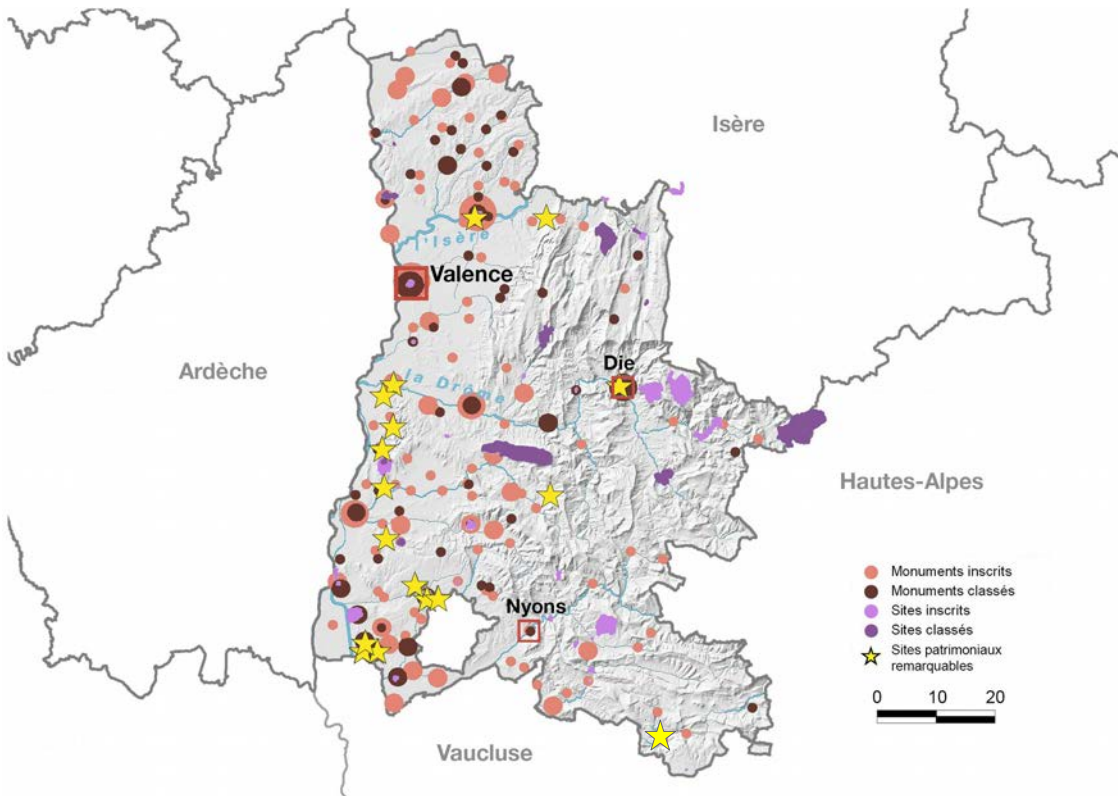 Isère
l'Isère
Valence
Ardèche
la Drôme
Die
Hautes-Alpes
Nyons
Vaucluse
Monuments inscrits
Monuments classés
Sites inscrits
Sites classés
Sites patrimoniaux
remarquables
0 10 20